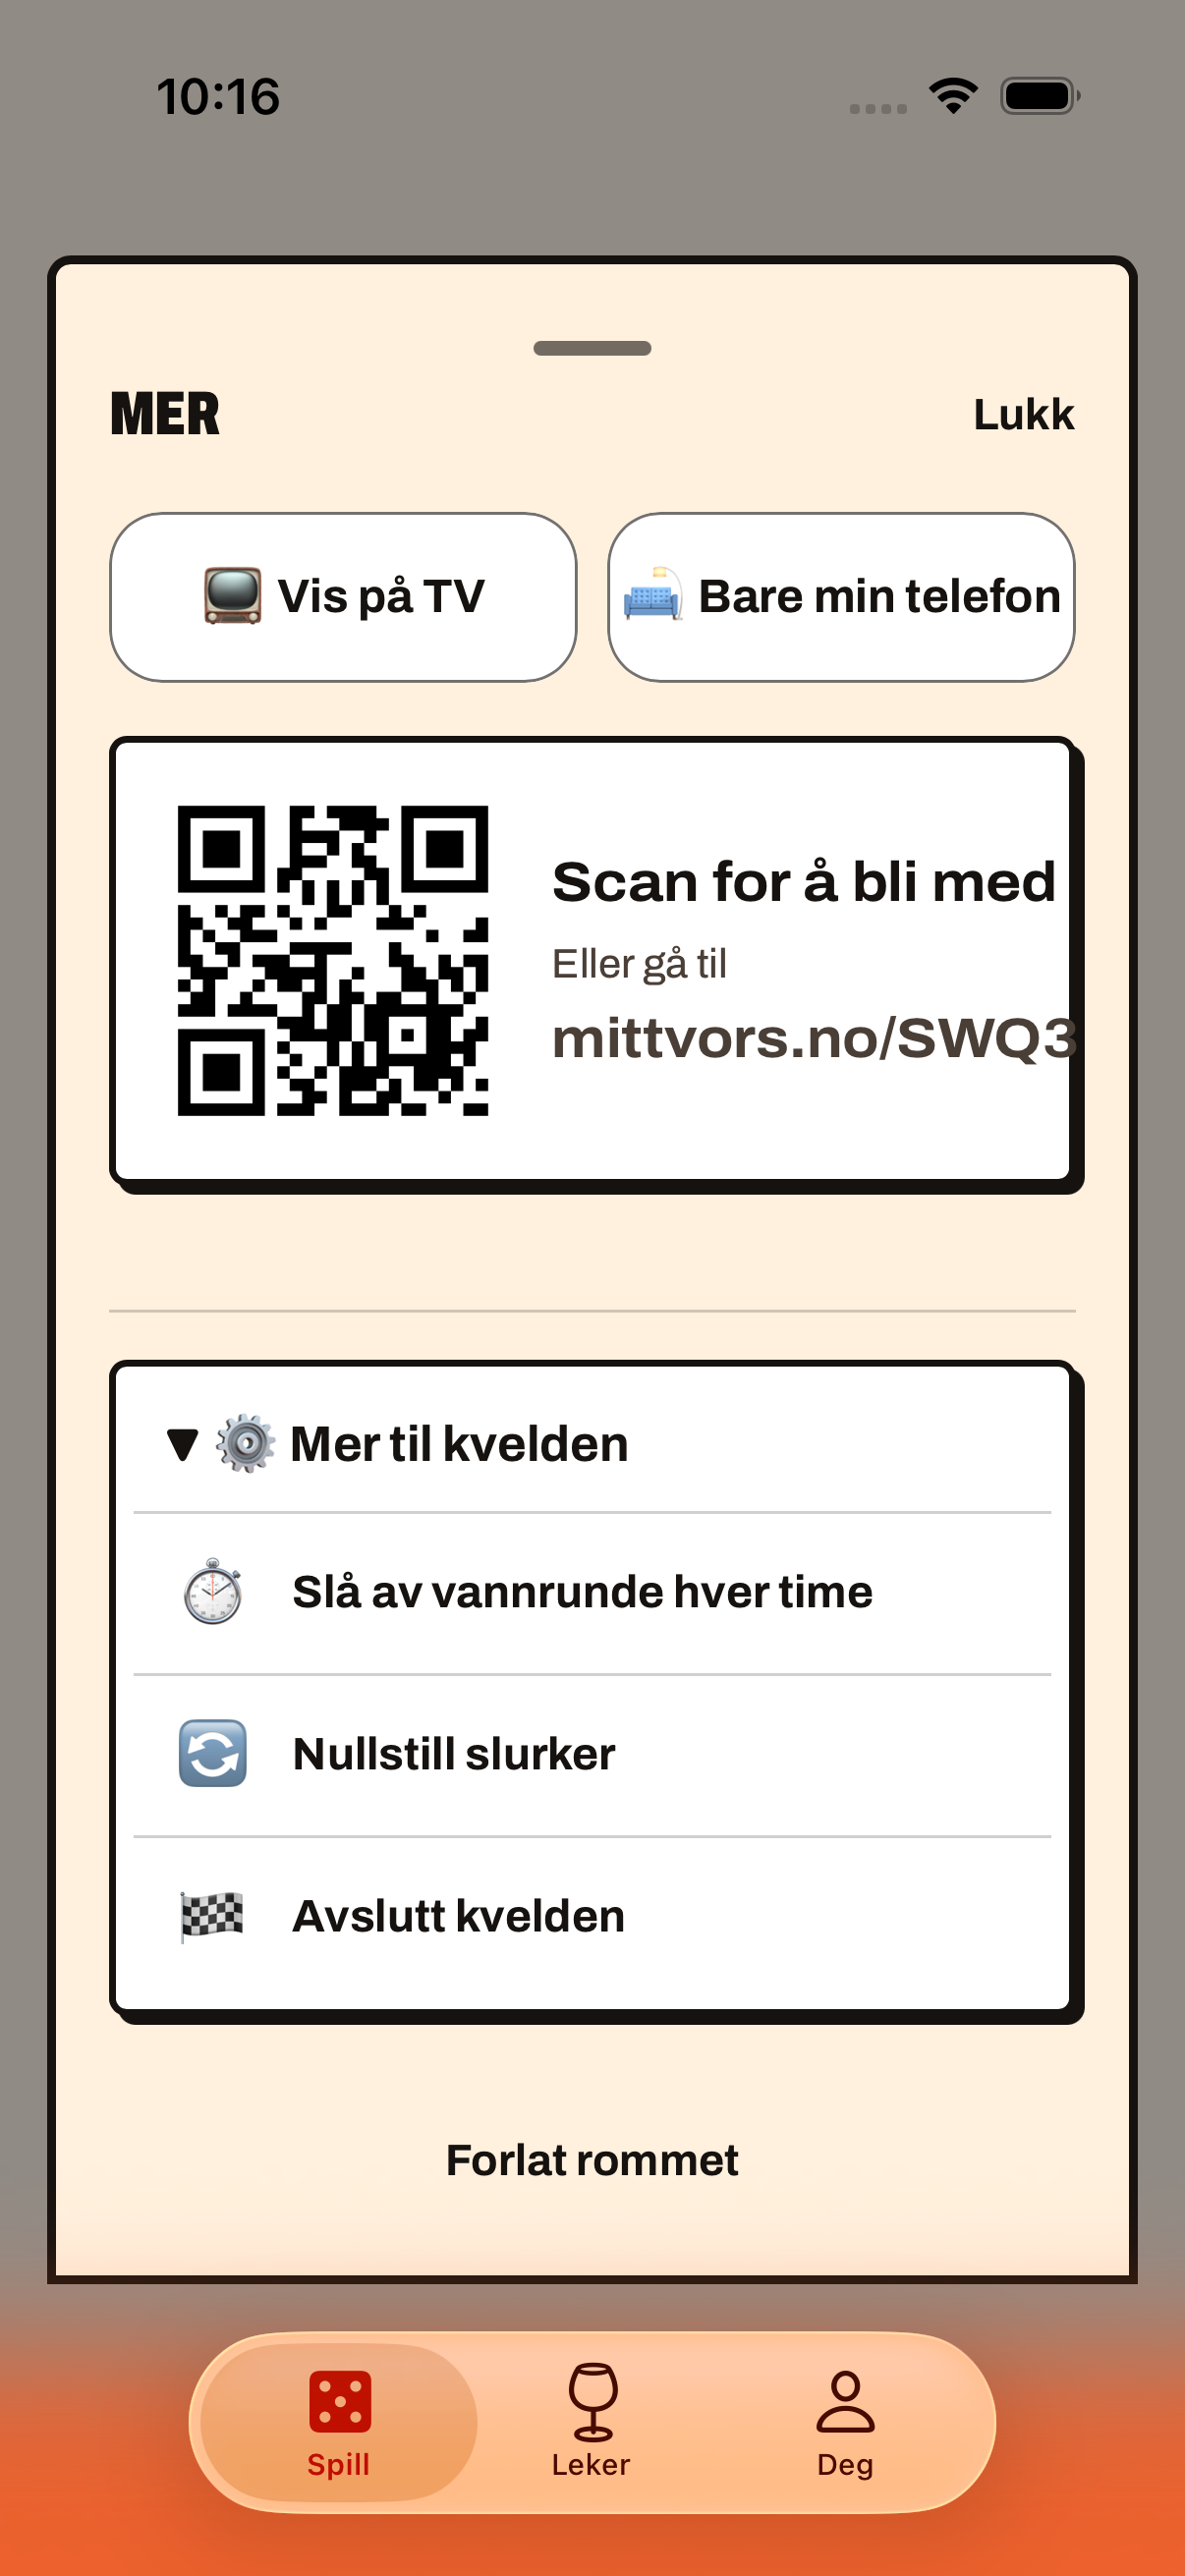 10:16
MER
Lukk
Vis på TV
Bare min telefon
Scan for å bli med
Eller gå til
mittvors.no/SWQ3
Mer til kvelden
Slå av vannrunde hver time
Nullstill slurker
Avslutt kvelden
Forlat rommet
Spill
Leker
Deg